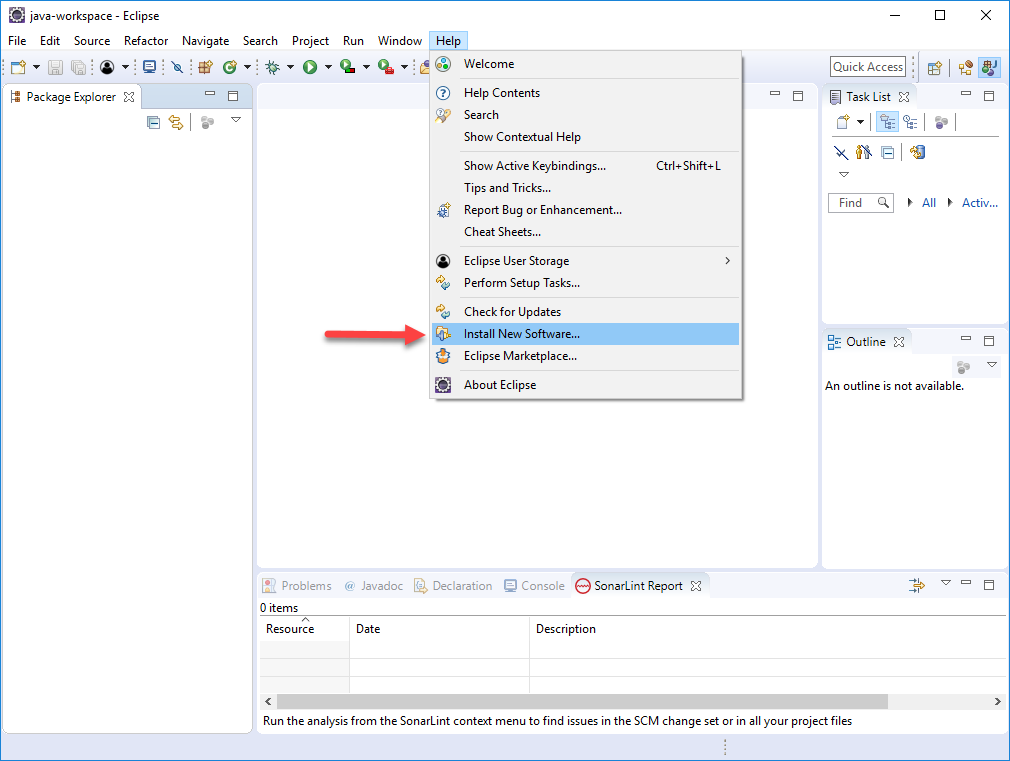 java-workspace - Eclipse
File Edit Source Refactor Navigate Search Project Run Window Help
Quick Access
Package Explorer
Welcome
Help Contents
Search
Show Contextual Help
Show Active Keybindings... Ctrl+Shift+L
Tips and Tricks...
Report Bug or Enhancement...
Cheat Sheets...
Eclipse User Storage
Perform Setup Tasks...
Check for Updates
Install New Software...
Eclipse Marketplace...
About Eclipse
Task List
Find All Activ...
Outline
An outline is not available.
Problems @ Javadoc Declaration Console SonarLint Report
0 items
Resource Date Description
Run the analysis from the SonarLint context menu to find issues in the SCM change set or in all your project files